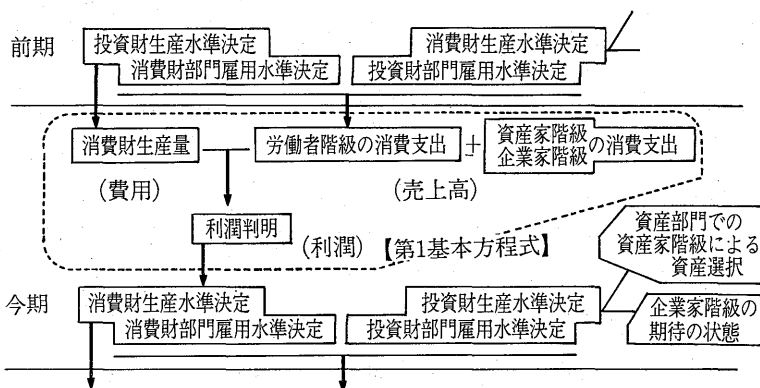 前期
投資財生産水準決定
消費財部門雇用水準決定
消費財生産水準決定
投資財部門雇用水準決定
消費財生産量
労働者階級の消費支出
+
資産家階級
企業家階級
の消費支出
(費用)
(売上高)
利潤判明
(利潤)
【第1基本方程式】
資産部門での
資産家階級による
資産選択
今期
消費財生産水準決定
消費財部門雇用水準決定
投資財生産水準決定
投資財部門雇用水準決定
企業家階級の
期待の状態